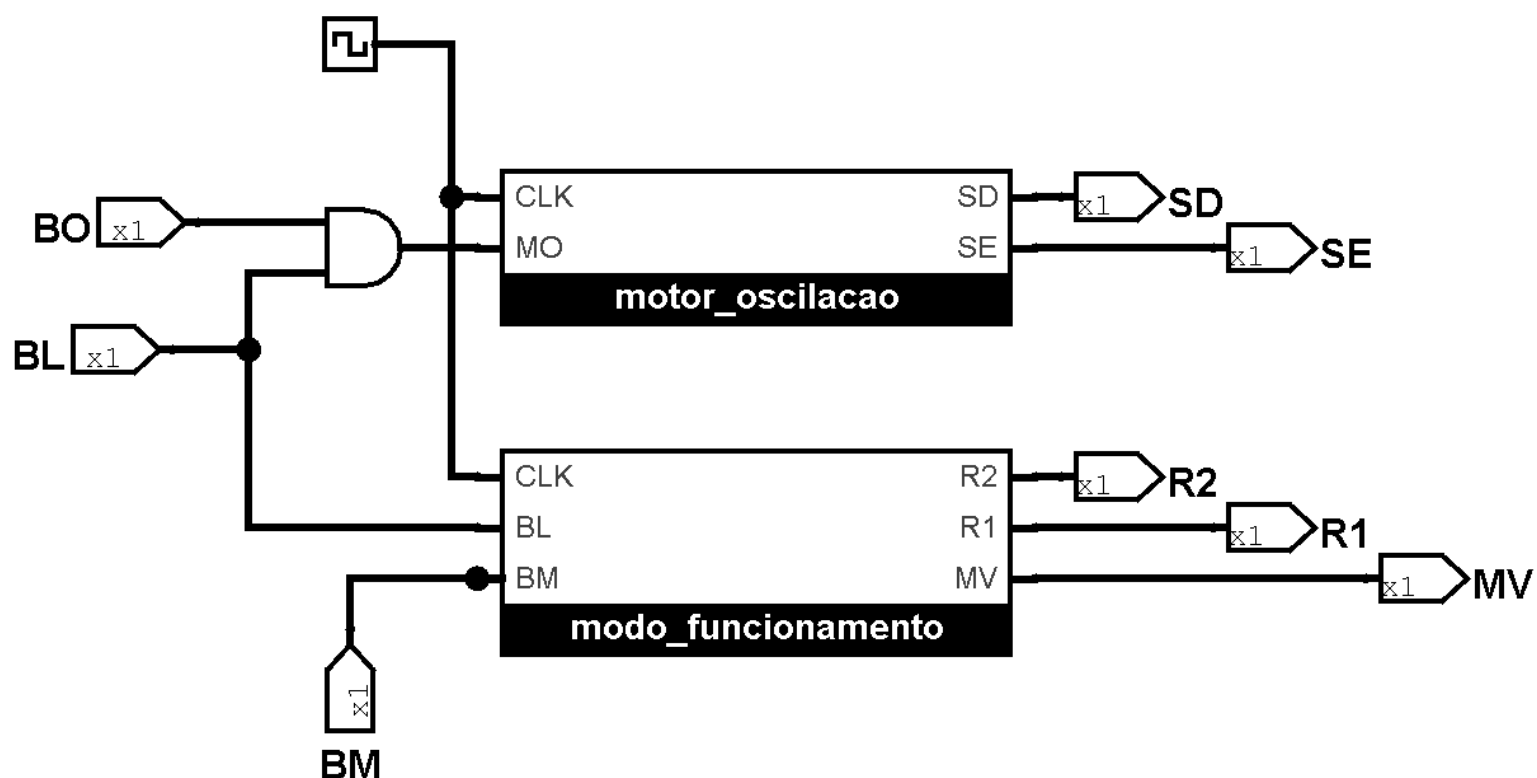 BO x1
BL x1
CLK SD x1 SD
MO SE x1 SE
motor_oscilacao
CLK R2 x1 R2
BL R1 x1 R1
BM MV x1 MV
modo_funcionamento
x1
BM